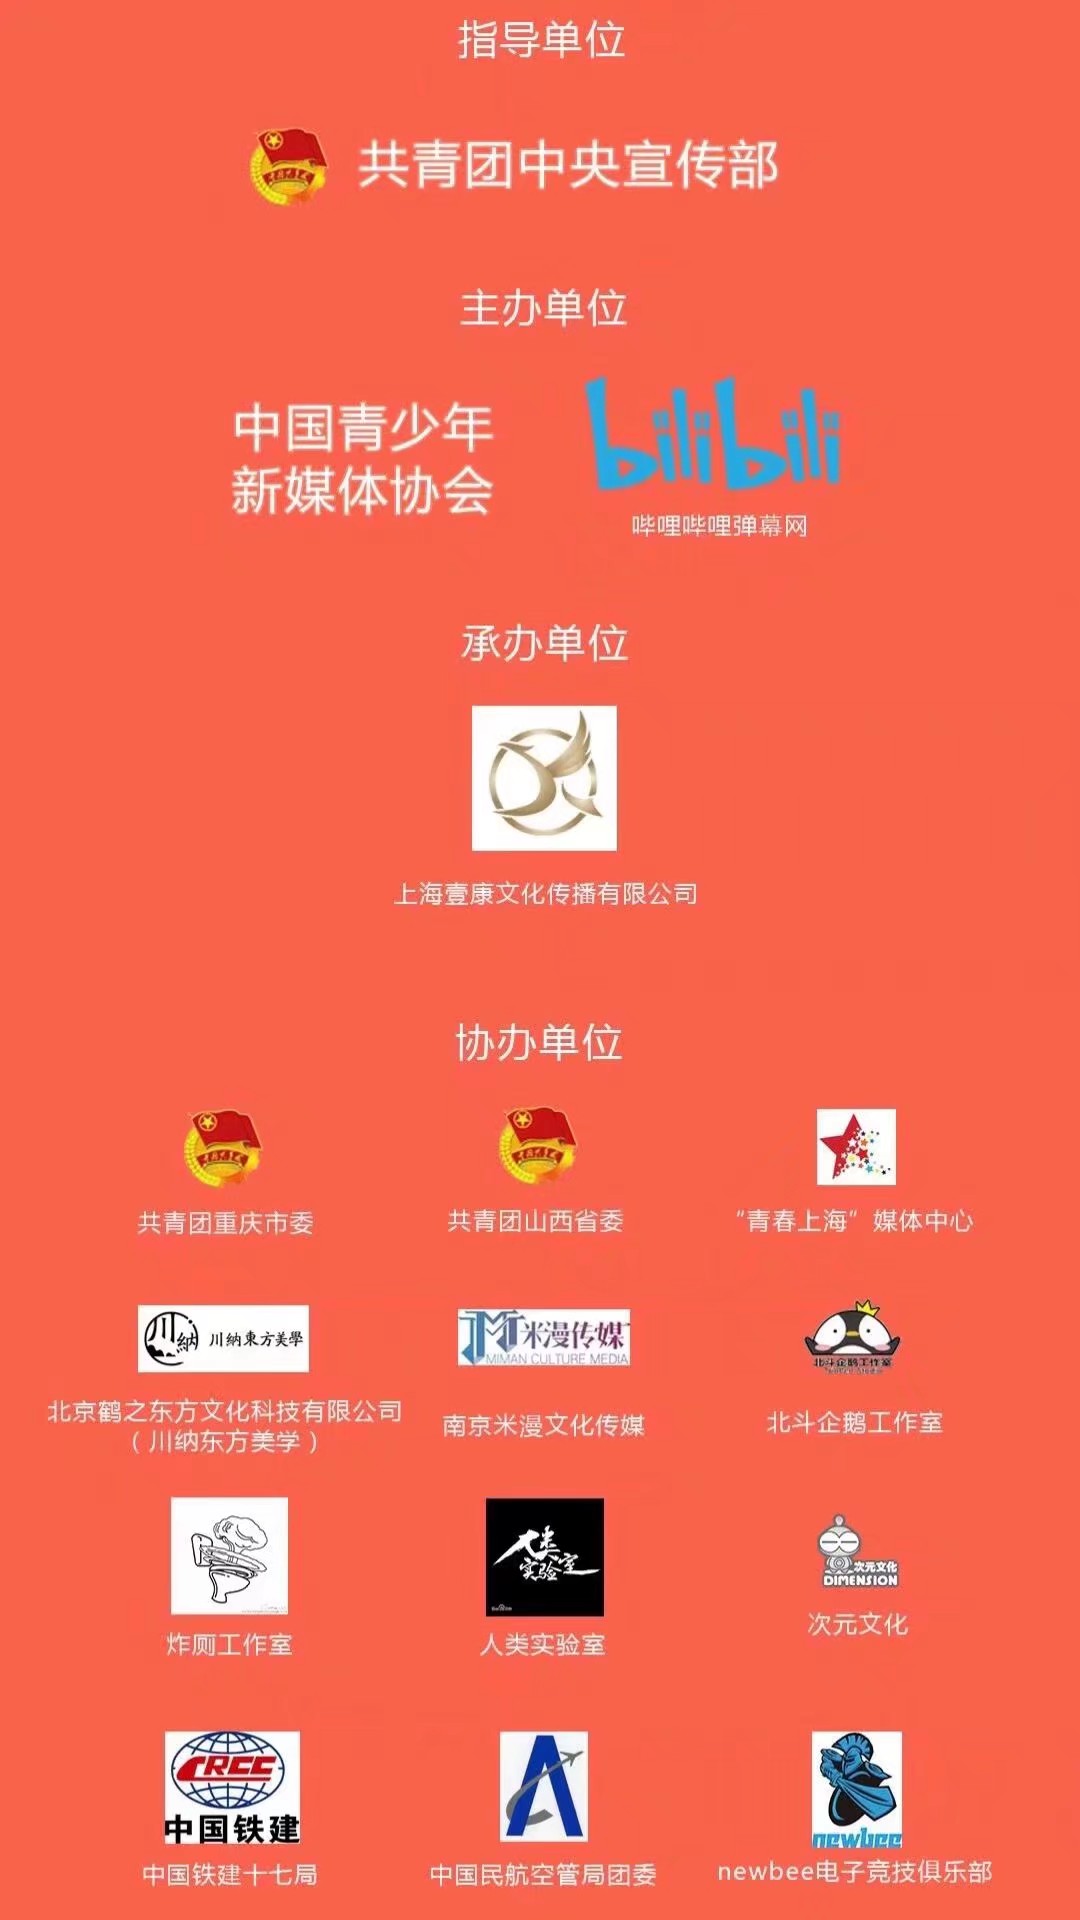 指导单位
共青团中央宣传部
主办单位
中国青少年
新媒体协会
bilibili
哔哩哔哩弹幕网
承办单位
上海壹康文化传播有限公司
协办单位
共青团重庆市委
共青团山西省委
“青春上海”媒体中心
川納
川納東方美學
米漫传媒
MIMAN CULTURE MEDIA
北斗企鹅工作室
北京鹤之东方文化科技有限公司
（川纳东方美学）
南京米漫文化传媒
北斗企鹅工作室
人类
实验室
次元文化
DIMENSION
炸厕工作室
人类实验室
次元文化
CRCC
中国铁建
newbee
中国铁建十七局
中国民航空管局团委
newbee电子竞技俱乐部